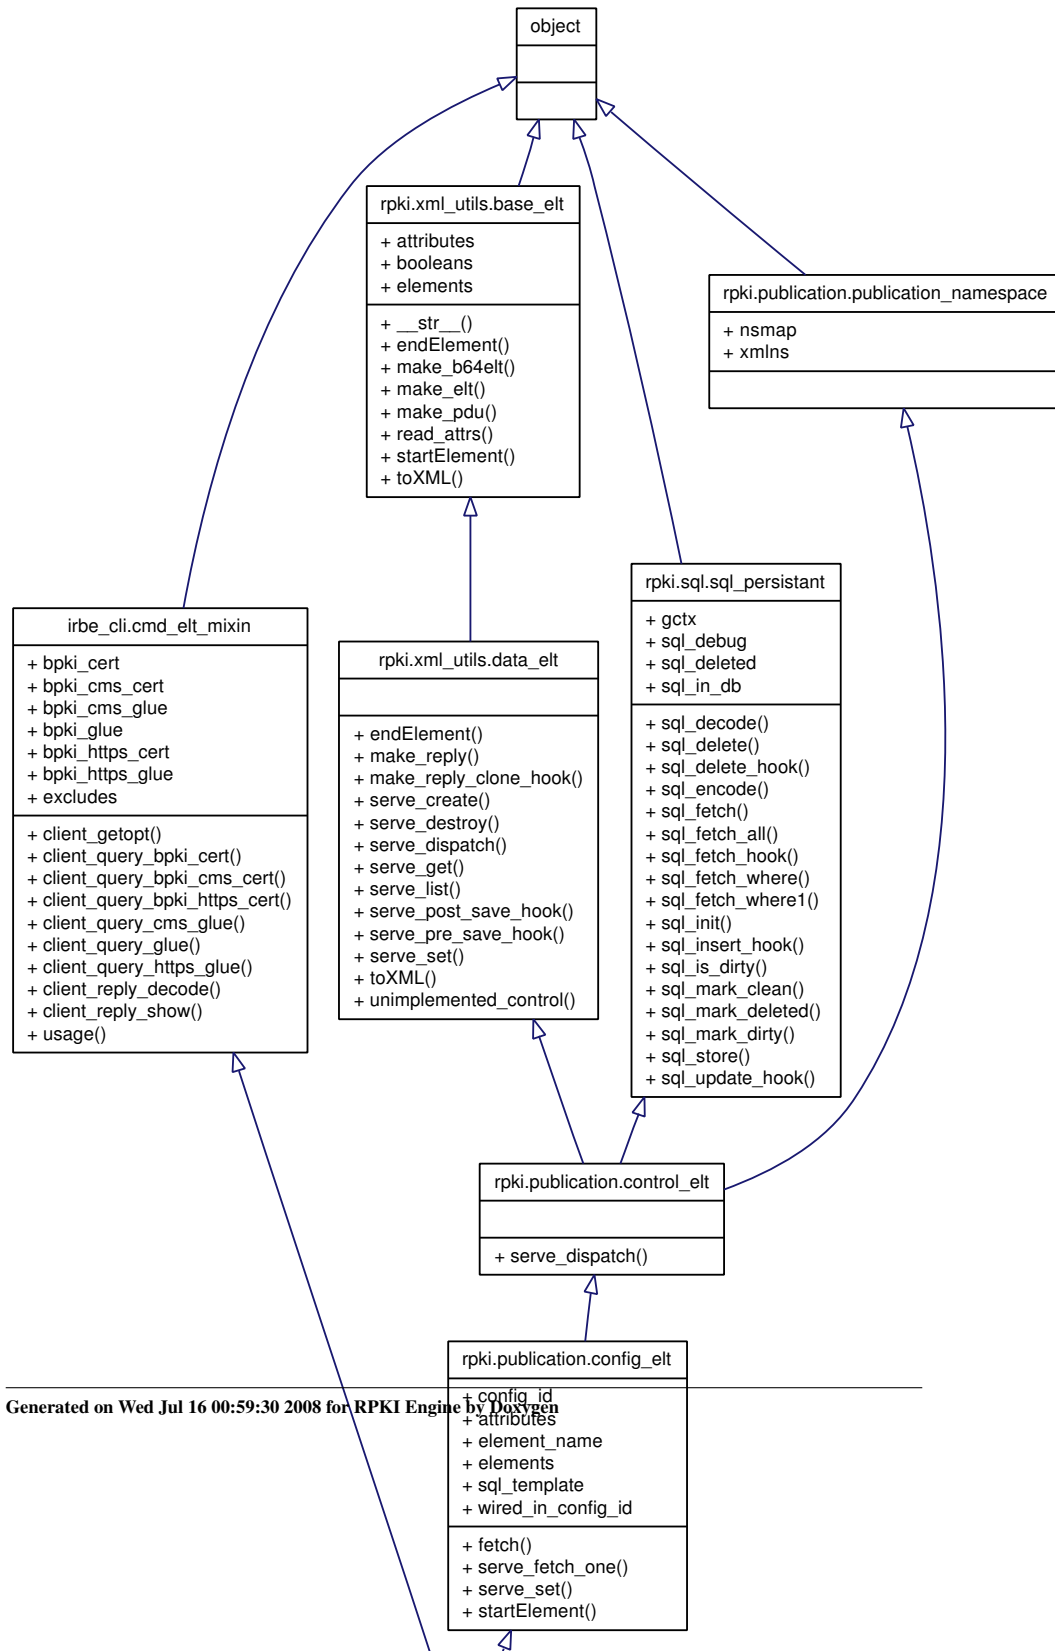 object
rpki.xml_utils.base_elt
+ attributes
+ booleans
+ elements
+ __str__()
+ endElement()
+ make_b64elt()
+ make_elt()
+ make_pdu()
+ read_attrs()
+ startElement()
+ toXML()
rpki.publication.publication_namespace
+ nsmap
+ xmlns
rpki.sql.sql_persistant
+ gctx
+ sql_debug
+ sql_deleted
+ sql_in_db
+ sql_decode()
+ sql_delete()
+ sql_delete_hook()
+ sql_encode()
+ sql_fetch()
+ sql_fetch_all()
+ sql_fetch_hook()
+ sql_fetch_where()
+ sql_fetch_where1()
+ sql_init()
+ sql_insert_hook()
+ sql_is_dirty()
+ sql_mark_clean()
+ sql_mark_deleted()
+ sql_mark_dirty()
+ sql_store()
+ sql_update_hook()
irbe_cli.cmd_elt_mixin
+ bpki_cert
+ bpki_cms_cert
+ bpki_cms_glue
+ bpki_glue
+ bpki_https_cert
+ bpki_https_glue
+ excludes
+ client_getopt()
+ client_query_bpki_cert()
+ client_query_bpki_cms_cert()
+ client_query_bpki_https_cert()
+ client_query_cms_glue()
+ client_query_glue()
+ client_query_https_glue()
+ client_reply_decode()
+ client_reply_show()
+ usage()
rpki.xml_utils.data_elt
+ endElement()
+ make_reply()
+ make_reply_clone_hook()
+ serve_create()
+ serve_destroy()
+ serve_dispatch()
+ serve_get()
+ serve_list()
+ serve_post_save_hook()
+ serve_pre_save_hook()
+ serve_set()
+ toXML()
+ unimplemented_control()
rpki.publication.control_elt
+ serve_dispatch()
rpki.publication.config_elt
+ config_id
+ attributes
+ element_name
+ elements
+ sql_template
+ wired_in_config_id
+ fetch()
+ serve_fetch_one()
+ serve_set()
+ startElement()
Generated on Wed Jul 16 00:59:30 2008 for RPKI Engine by Doxygen